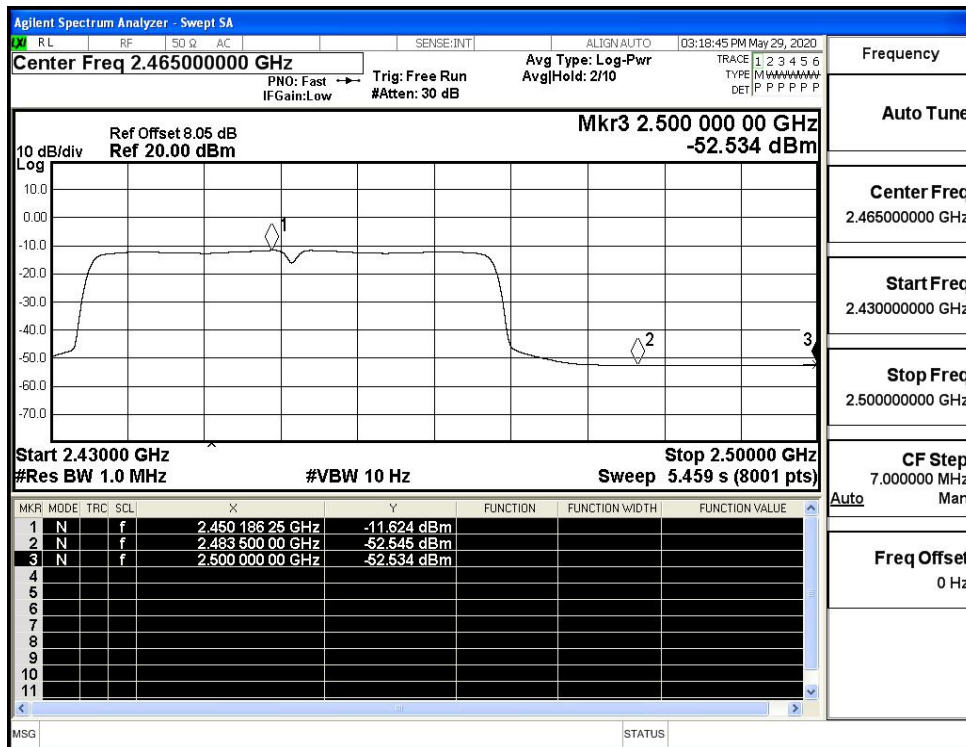 Agilent Spectrum Analyzer - Swept SA
LXI RL RF 50 Ω AC SENSE:INT ALIGN AUTO 03:18:45 PM May 29, 2020
Center Freq 2.465000000 GHz
PNO: Fast
IFGain:Low
Trig: Free Run
#Atten: 30 dB
Avg Type: Log-Pwr
Avg|Hold: 2/10
TRACE 1 2 3 4 5 6
TYPE M W W W W W
DET P P P P P P
Ref Offset 8.05 dB
10 dB/div Ref 20.00 dBm
Log
Mkr3 2.500 000 00 GHz
-52.534 dBm
10.0
0.00
-10.0
-20.0
-30.0
-40.0
-50.0
-60.0
-70.0
1
2
3
Start 2.43000 GHz Stop 2.50000 GHz
#Res BW 1.0 MHz #VBW 10 Hz Sweep 5.459 s (8001 pts)
MKR MODE TRC SCL X Y FUNCTION FUNCTION WIDTH FUNCTION VALUE
1 N f 2.450 186 25 GHz -11.624 dBm
2 N f 2.483 500 00 GHz -52.545 dBm
3 N f 2.500 000 00 GHz -52.534 dBm
4
5
6
7
8
9
10
11
MSG STATUS
Frequency
Auto Tune
Center Freq
2.465000000 GHz
Start Freq
2.430000000 GHz
Stop Freq
2.500000000 GHz
CF Step
7.000000 MHz
Auto Man
Freq Offset
0 Hz